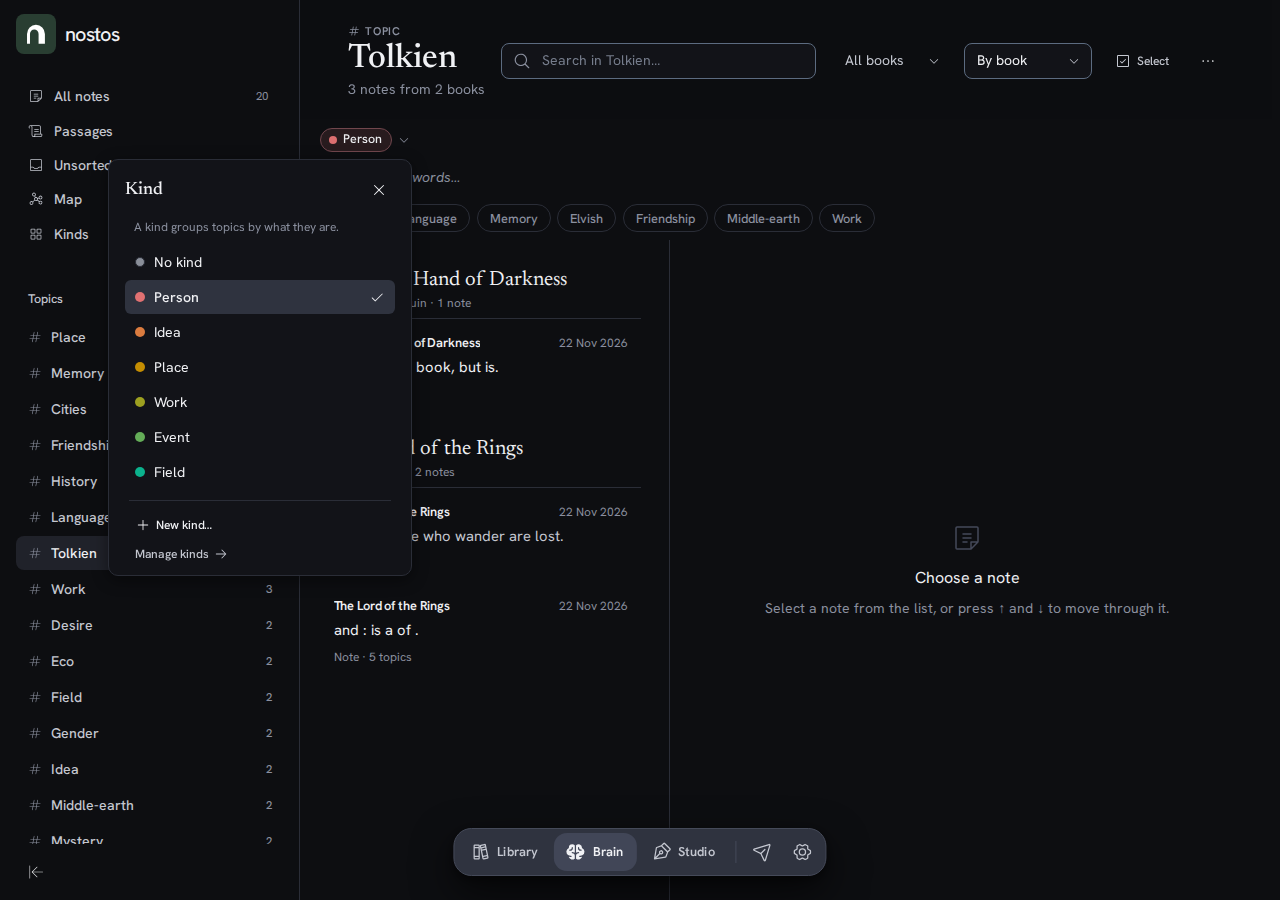 nostos
All notes 20
Passages
Unsorted
Map
Kinds
Topics
# Place
# Memory
# Cities
# Friendshi
# History
# Language
# Tolkien
# Work 3
# Desire 2
# Eco 2
# Field 2
# Gender 2
# Idea 2
# Middle-earth 2
# Mystery 2
# TOPIC
Tolkien
3 notes from 2 books
Search in Tolkien...
All books
By book
Select
Person
words...
anguage
Memory
Elvish
Friendship
Middle-earth
Work
Kind
A kind groups topics by what they are.
No kind
Person
Idea
Place
Work
Event
Field
New kind...
Manage kinds →
Hand of Darkness
uin · 1 note
of Darkness 22 Nov 2026
book, but is.
d of the Rings
2 notes
e Rings 22 Nov 2026
e who wander are lost.
The Lord of the Rings 22 Nov 2026
and : is a of .
Note · 5 topics
Choose a note
Select a note from the list, or press ↑ and ↓ to move through it.
Library
Brain
Studio